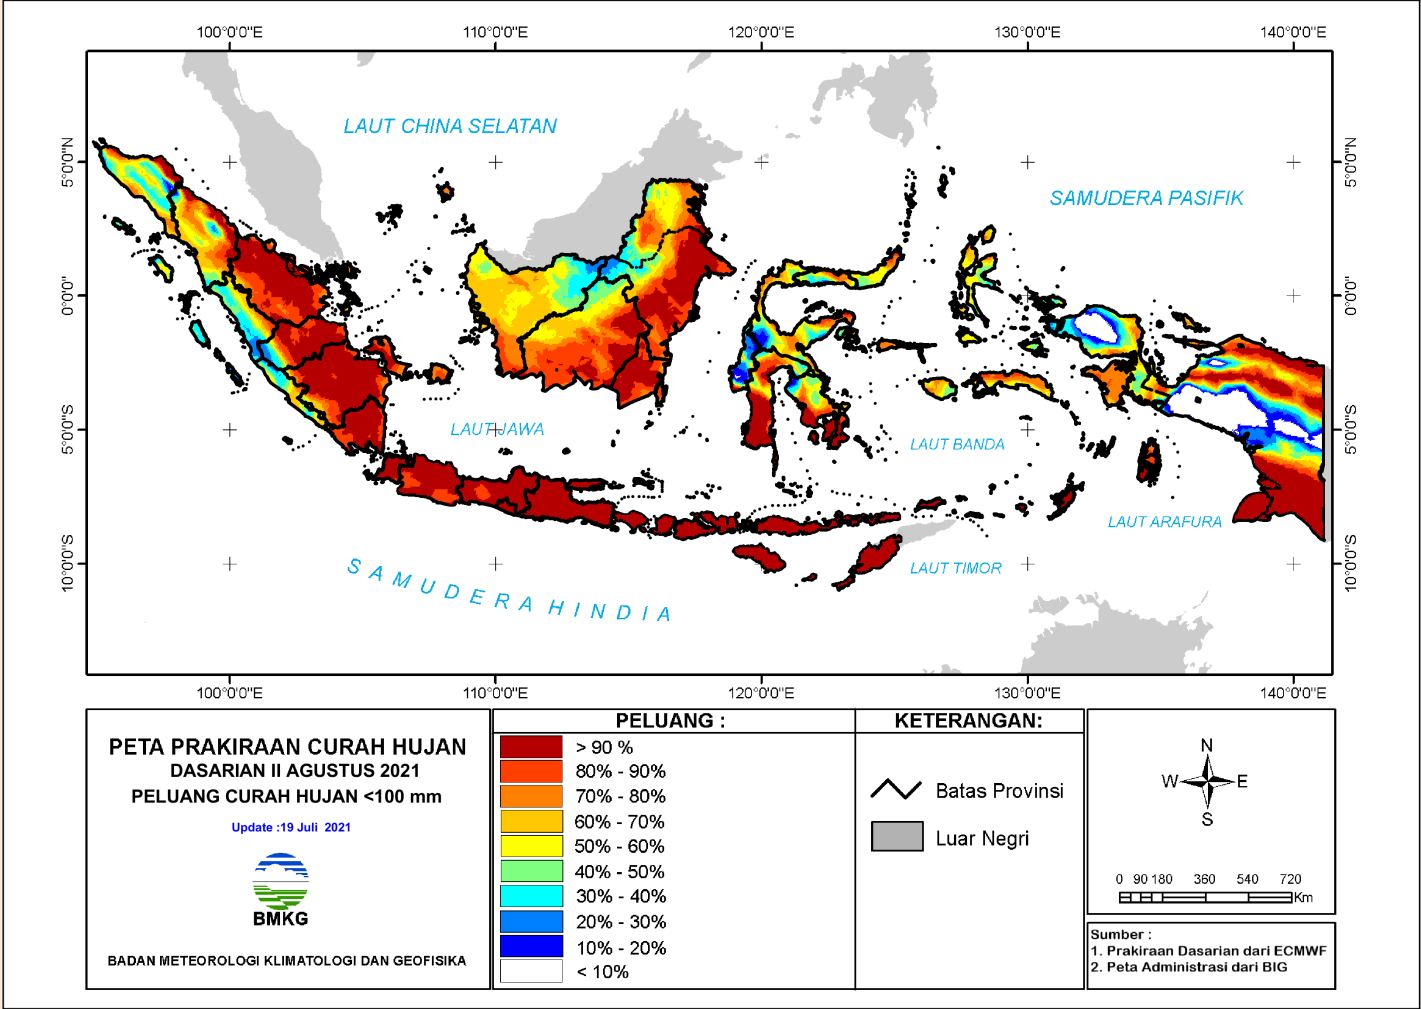 100°0'0"E 110°0'0"E 120°0'0"E 130°0'0"E 140°0'0"E
5°0'0"N 5°0'0"N
LAUT CHINA SELATAN
SAMUDERA PASIFIK
0°0'0" 0°0'0"
5°0'0"S 5°0'0"S
LAUT JAWA
LAUT BANDA
LAUT ARAFURA
10°0'0"S 10°0'0"S
LAUT TIMOR
SAMUDERA HINDIA
100°0'0"E 110°0'0"E 120°0'0"E 130°0'0"E 140°0'0"E
PETA PRAKIRAAN CURAH HUJAN
DASARIAN II AGUSTUS 2021
PELUANG CURAH HUJAN <100 mm
Update :19 Juli 2021
BMKG
BADAN METEOROLOGI KLIMATOLOGI DAN GEOFISIKA
PELUANG :
> 90 %
80% - 90%
70% - 80%
60% - 70%
50% - 60%
40% - 50%
30% - 40%
20% - 30%
10% - 20%
< 10%
KETERANGAN:
Batas Provinsi
Luar Negri
N
W E
S
0 90 180 360 540 720
Km
Sumber :
1. Prakiraan Dasarian dari ECMWF
2. Peta Administrasi dari BIG